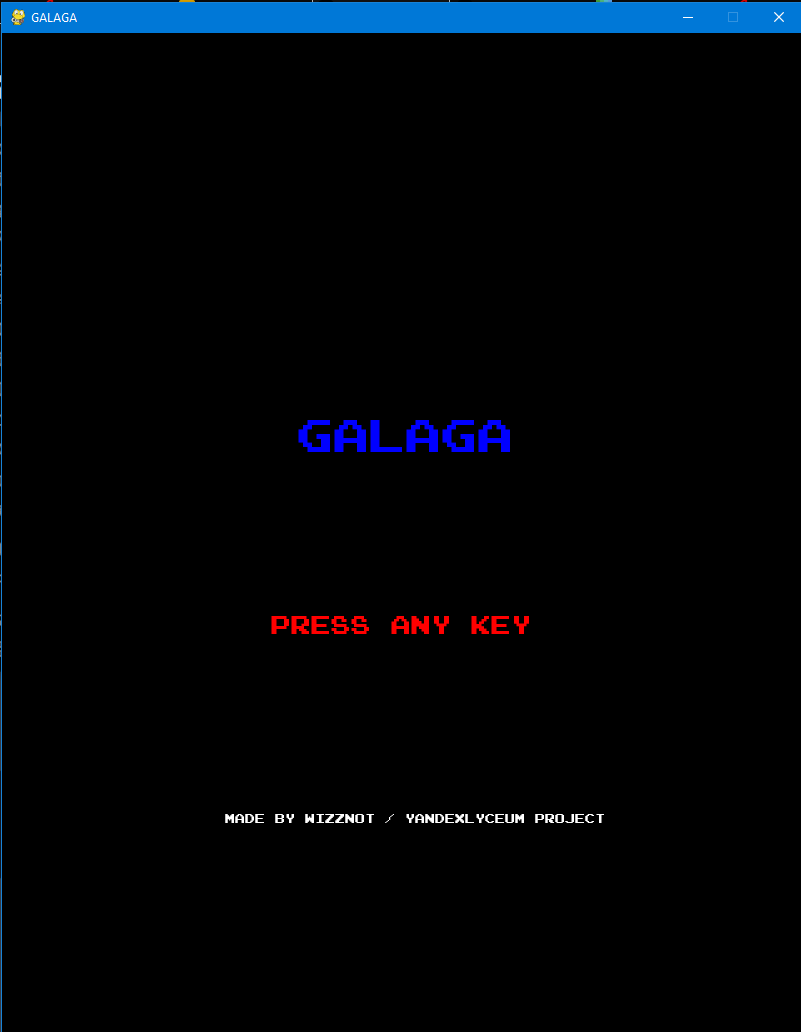 GALAGA
GALAGA
PRESS ANY KEY
MADE BY WIZZNOT / YANDEXLYCEUM PROJECT